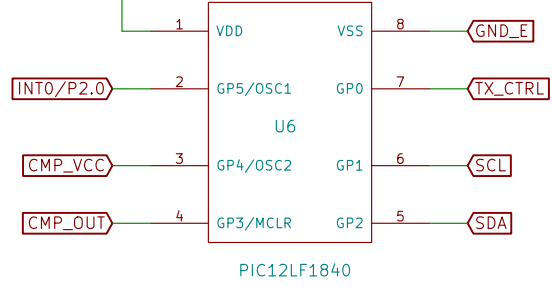 1 VDD VSS 8 GND_E
INT0/P2.0 2 GP5/OSC1 GP0 7 TX_CTRL
U6
CMP_VCC 3 GP4/OSC2 GP1 6 SCL
CMP_OUT 4 GP3/MCLR GP2 5 SDA
PIC12LF1840